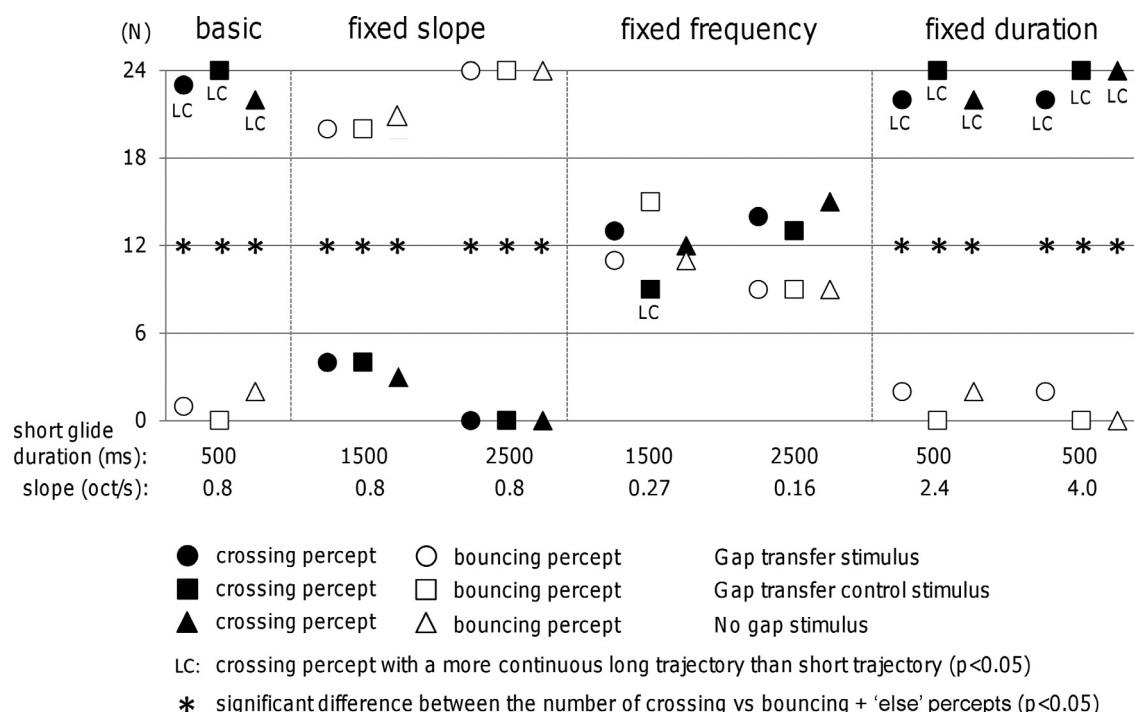 (N) basic fixed slope fixed frequency fixed duration
24
LC LC LC LC LC LC LC LC LC
18
12 * * * * * * * * * * * * * * *
LC
6
0
short glide
duration (ms): 500 1500 2500 1500 2500 500 500
slope (oct/s): 0.8 0.8 0.8 0.27 0.16 2.4 4.0
● crossing percept ○ bouncing percept Gap transfer stimulus
■ crossing percept □ bouncing percept Gap transfer control stimulus
▲ crossing percept △ bouncing percept No gap stimulus
LC: crossing percept with a more continuous long trajectory than short trajectory (p<0.05)
* significant difference between the number of crossing vs bouncing + ‘else’ percepts (p<0.05)